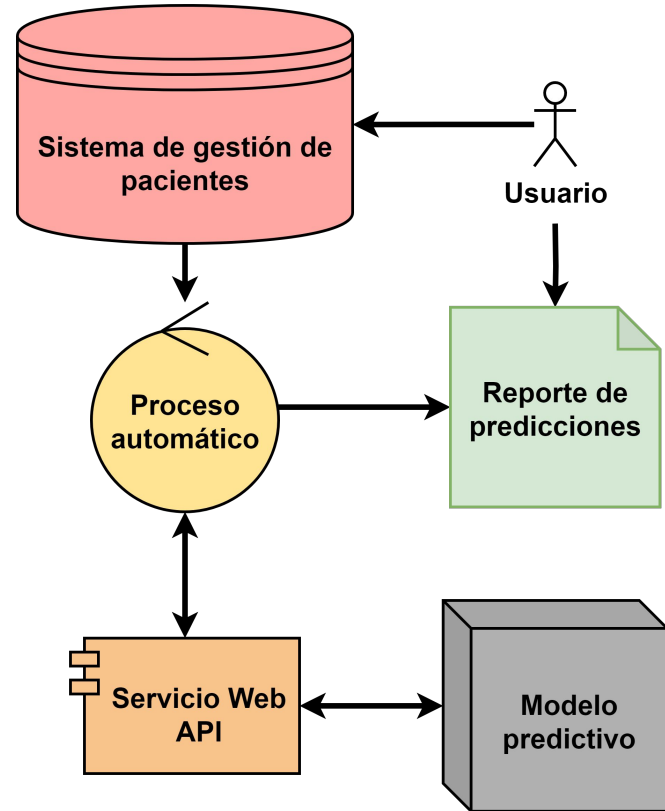 Sistema de gestión de
pacientes
Usuario
Proceso
automático
Reporte de
predicciones
Servicio Web
API
Modelo
predictivo